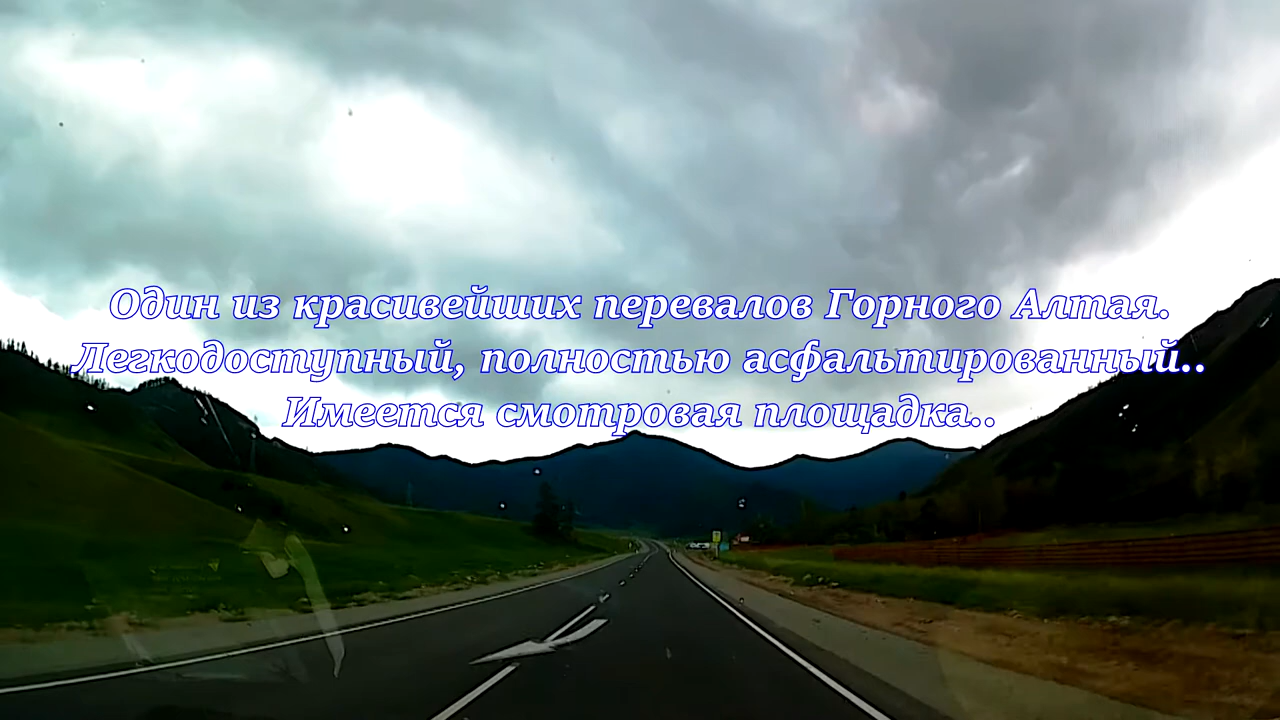 Один из красивейших перевалов Горного Алтая.
Легкодоступный, полностью асфальтированный..
Имеется смотровая площадка..